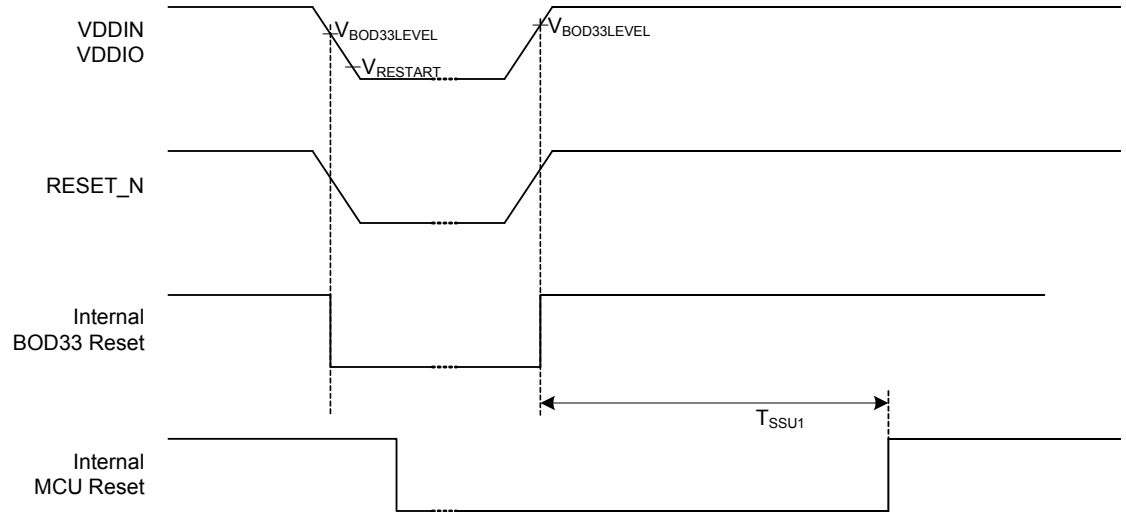 VDDIN
VDDIO
VBOD33LEVEL
VRESTART
VBOD33LEVEL
RESET_N
Internal
BOD33 Reset
TSSU1
Internal
MCU Reset